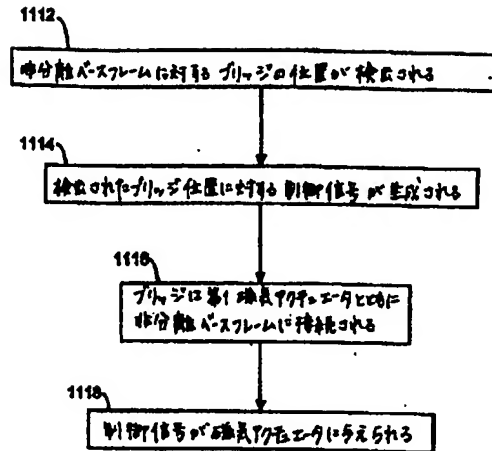 1112
非分離ベースフレームに対するブリッジの位置が検出される
1114
検出されたブリッジ位置に対する制御信号が生成される
1116
ブリッジは第1磁気アクチュエータとともに
非分離ベースフレームに接続される
1118
制御信号が磁気アクチュエータに与えられる